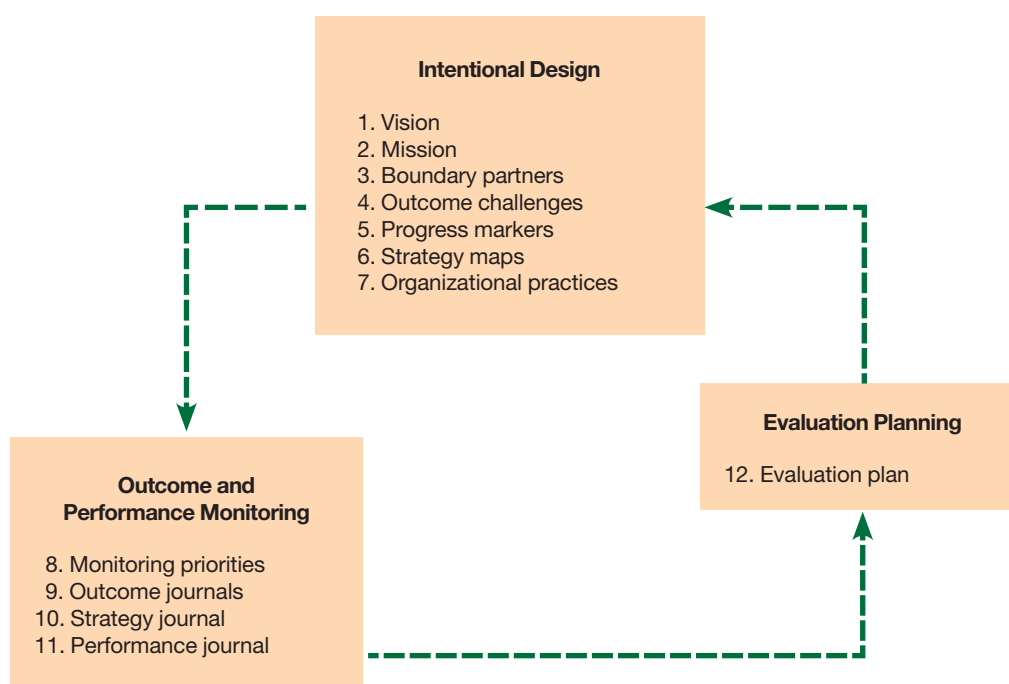 Intentional Design
1. Vision
2. Mission
3. Boundary partners
4. Outcome challenges
5. Progress markers
6. Strategy maps
7. Organizational practices
Outcome and
Performance Monitoring
8. Monitoring priorities
9. Outcome journals
10. Strategy journal
11. Performance journal
Evaluation Planning
12. Evaluation plan